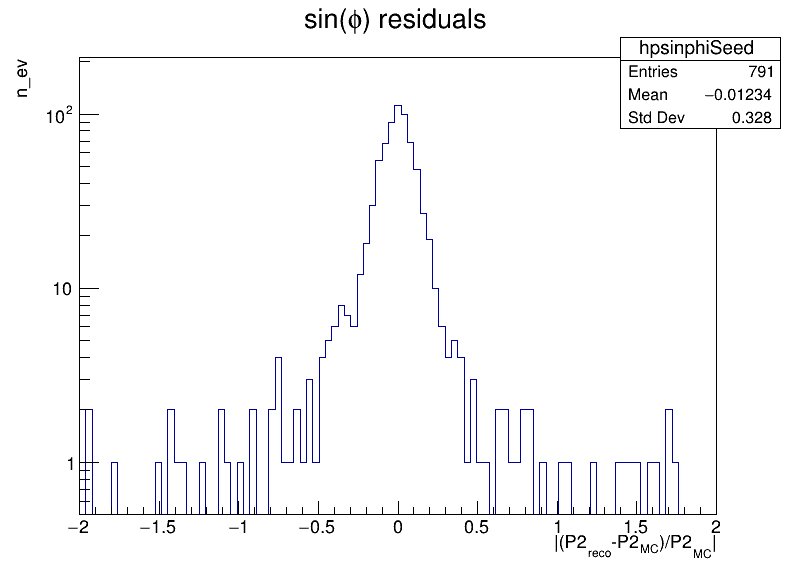 sin(ϕ) residuals
hpsinphiSeed
Entries 791
Mean −0.01234
Std Dev 0.328
n_ev
10²
10
1
−2 −1.5 −1 −0.5 0 0.5 1 1.5 2
|(P2reco-P2MC)/P2MC|